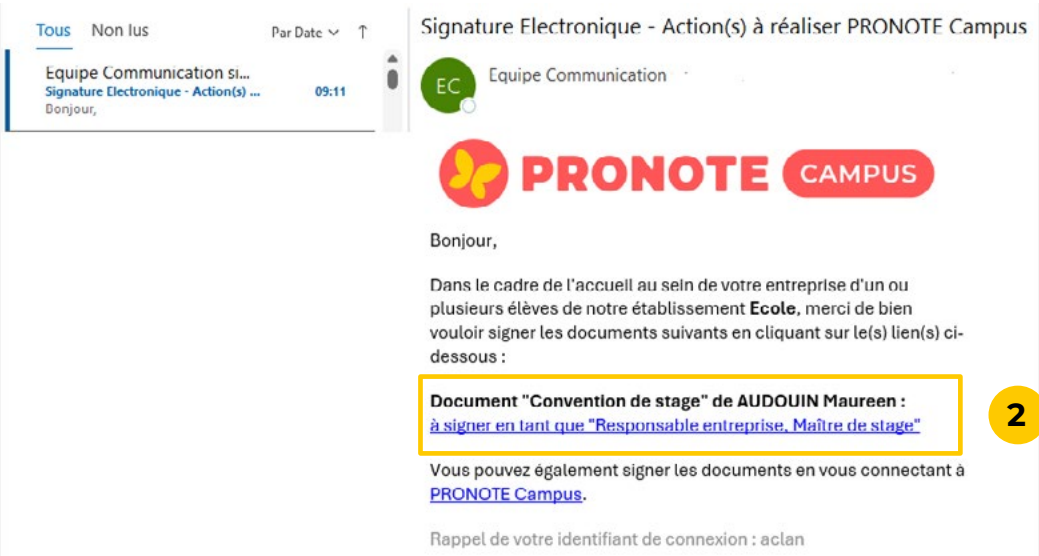 Tous Non lus Par Date
Equipe Communication si...
Signature Electronique - Action(s) ... 09:11
Bonjour,
Signature Electronique - Action(s) à réaliser PRONOTE Campus
EC
Equipe Communication
PRONOTE CAMPUS
Bonjour,
Dans le cadre de l'accueil au sein de votre entreprise d'un ou
plusieurs élèves de notre établissement Ecole, merci de bien
vouloir signer les documents suivants en cliquant sur le(s) lien(s) ci-
dessous :
Document "Convention de stage" de AUDOUIN Maureen :
à signer en tant que "Responsable entreprise, Maître de stage"
2
Vous pouvez également signer les documents en vous connectant à
PRONOTE Campus.
Rappel de votre identifiant de connexion : aclan